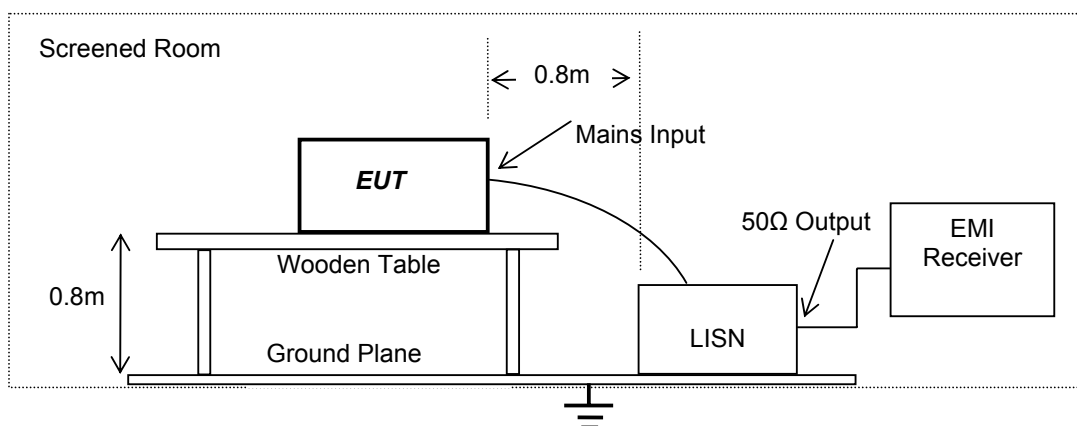 Screened Room
0.8m
Mains Input
EUT
50Ω Output
EMI
Receiver
Wooden Table
0.8m
LISN
Ground Plane